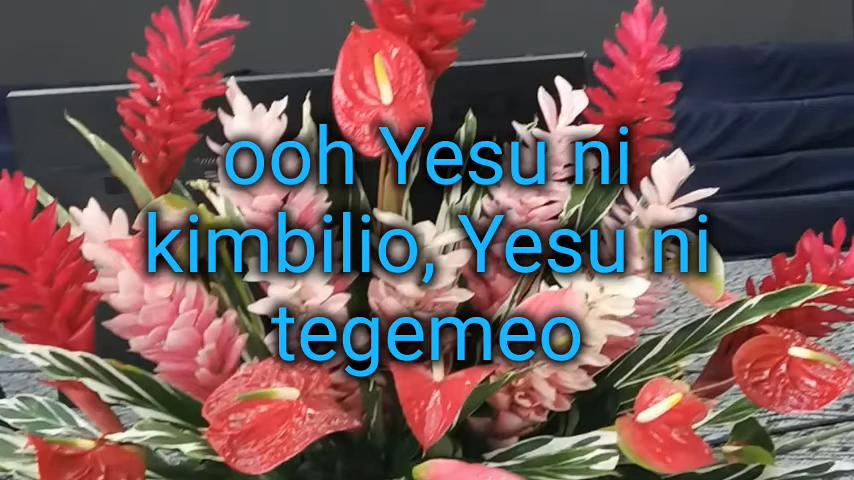 ooh Yesu ni
kimbilio, Yesu ni
tegemeo